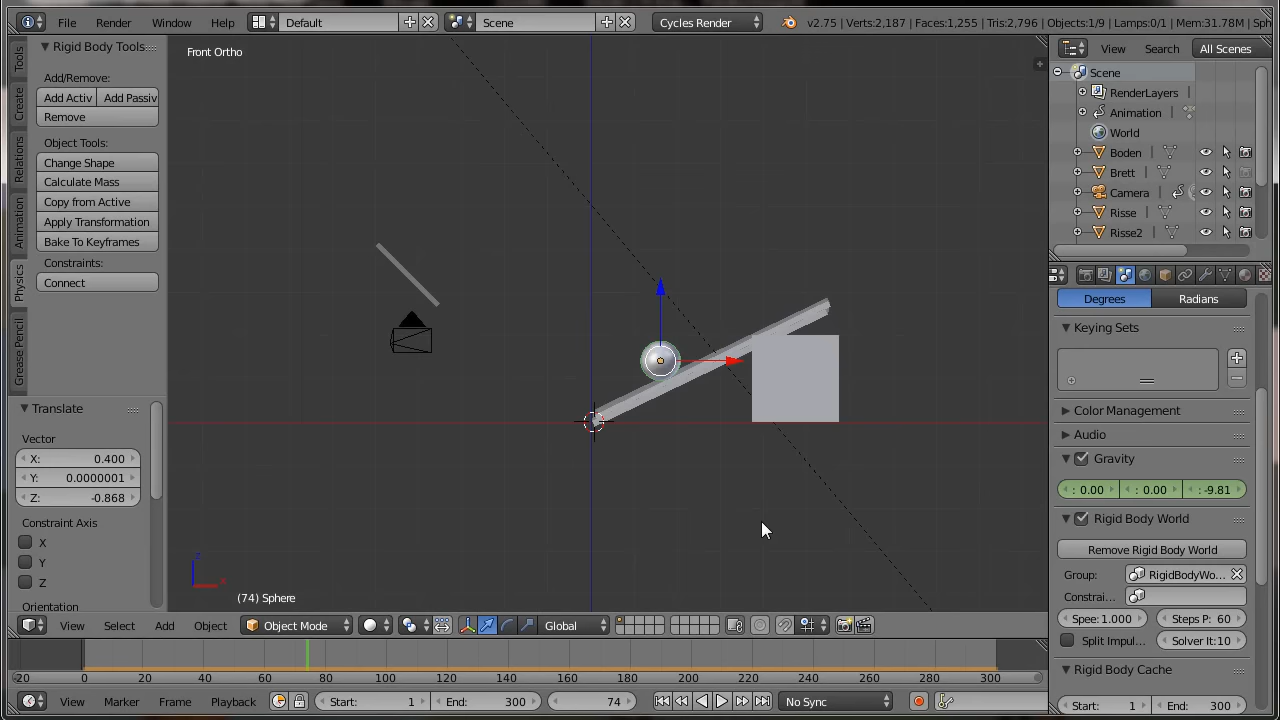 File Render Window Help Default Scene Cycles Render v2.75 | Verts:2,187 | Faces:1,255 | Tris:2,796 | Objects:1/9 | Lamps:0/1 | Mem:31.78M | Sph
Tools
Create
Relations
Animation
Physics
Grease Pencil
Rigid Body Tools
Add/Remove:
Add Activ Add Passiv
Remove
Object Tools:
Change Shape
Calculate Mass
Copy from Active
Apply Transformation
Bake To Keyframes
Constraints:
Connect
Translate
Vector
X: 0.400
Y: 0.0000001
Z: -0.868
Constraint Axis
X
Y
Z
Orientation
Front Ortho
z
x
(74) Sphere
View Select Add Object Object Mode Global
-20 0 20 40 60 80 100 120 140 160 180 200 220 240 260 280 300
View Marker Frame Playback Start: 1 End: 300 74 No Sync
View Search All Scenes
Scene
RenderLayers
Animation
World
Boden
Brett
Camera
Risse
Risse2
Degrees Radians
Keying Sets
Color Management
Audio
Gravity
: 0.00 : 0.00 : -9.81
Rigid Body World
Remove Rigid Body World
Group: RigidBodyWo...
Constrai...
Spee: 1.000 Steps P: 60
Split Impul... Solver It: 10
Rigid Body Cache
Start: 1 End: 300